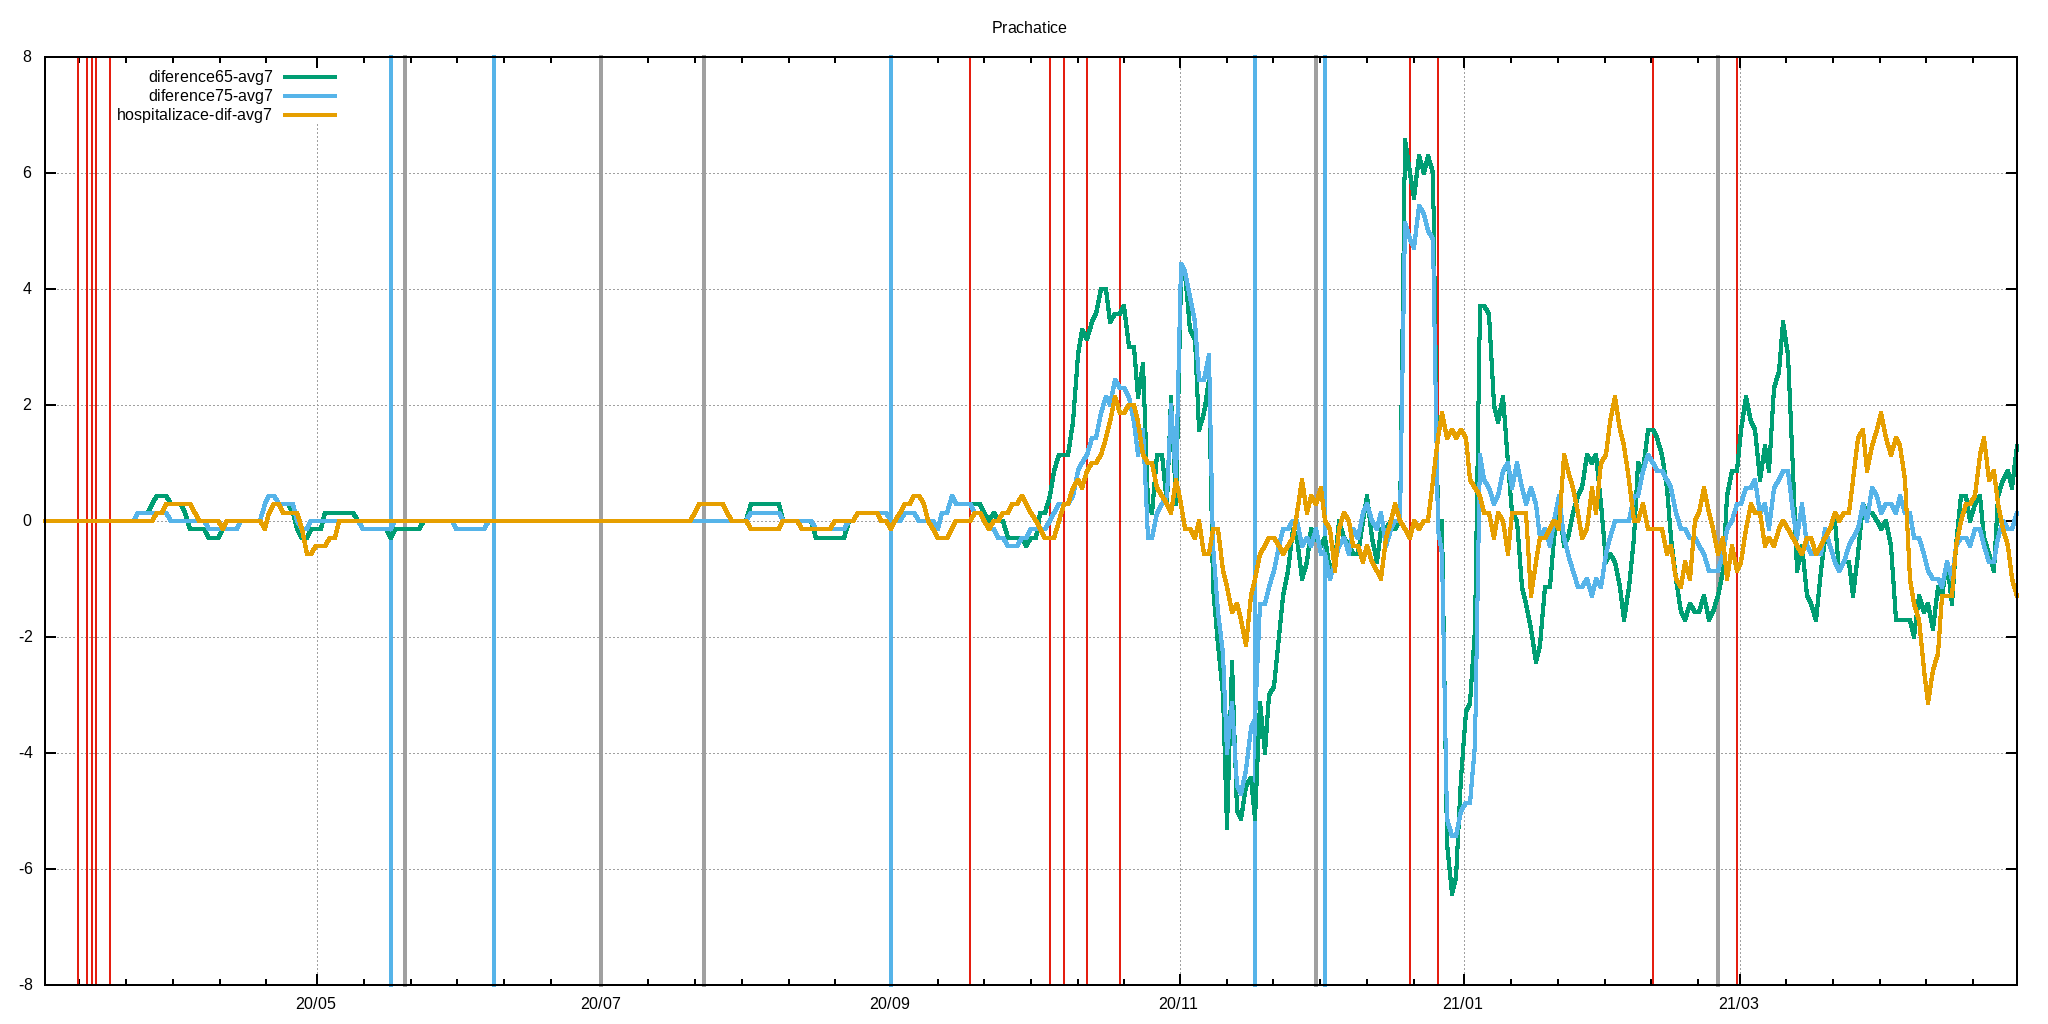 Prachatice
diference65-avg7
diference75-avg7
hospitalizace-dif-avg7
8
6
4
2
0
-2
-4
-6
-8
20/05 20/07 20/09 20/11 21/01 21/03